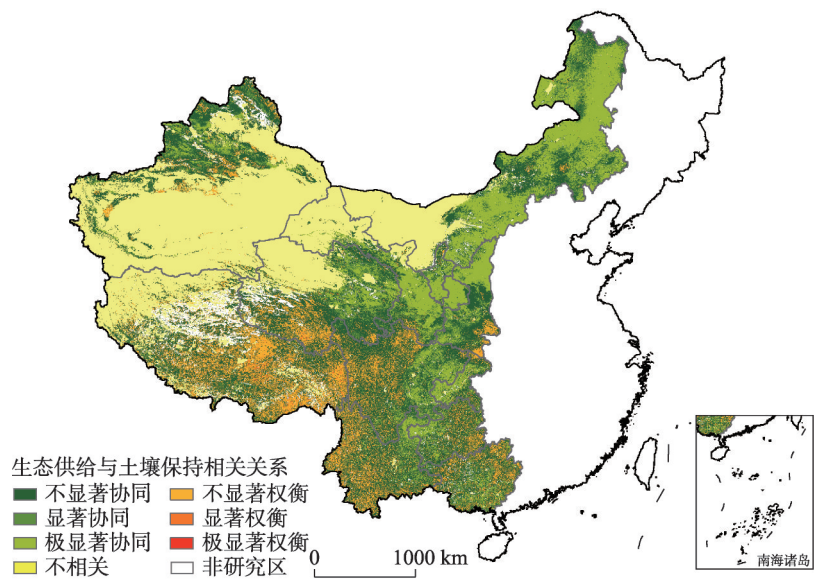 生态供给与土壤保持相关关系
不显著协同 不显著权衡
显著协同 显著权衡
极显著协同 极显著权衡
不相关 非研究区
0 1000 km
南海诸岛